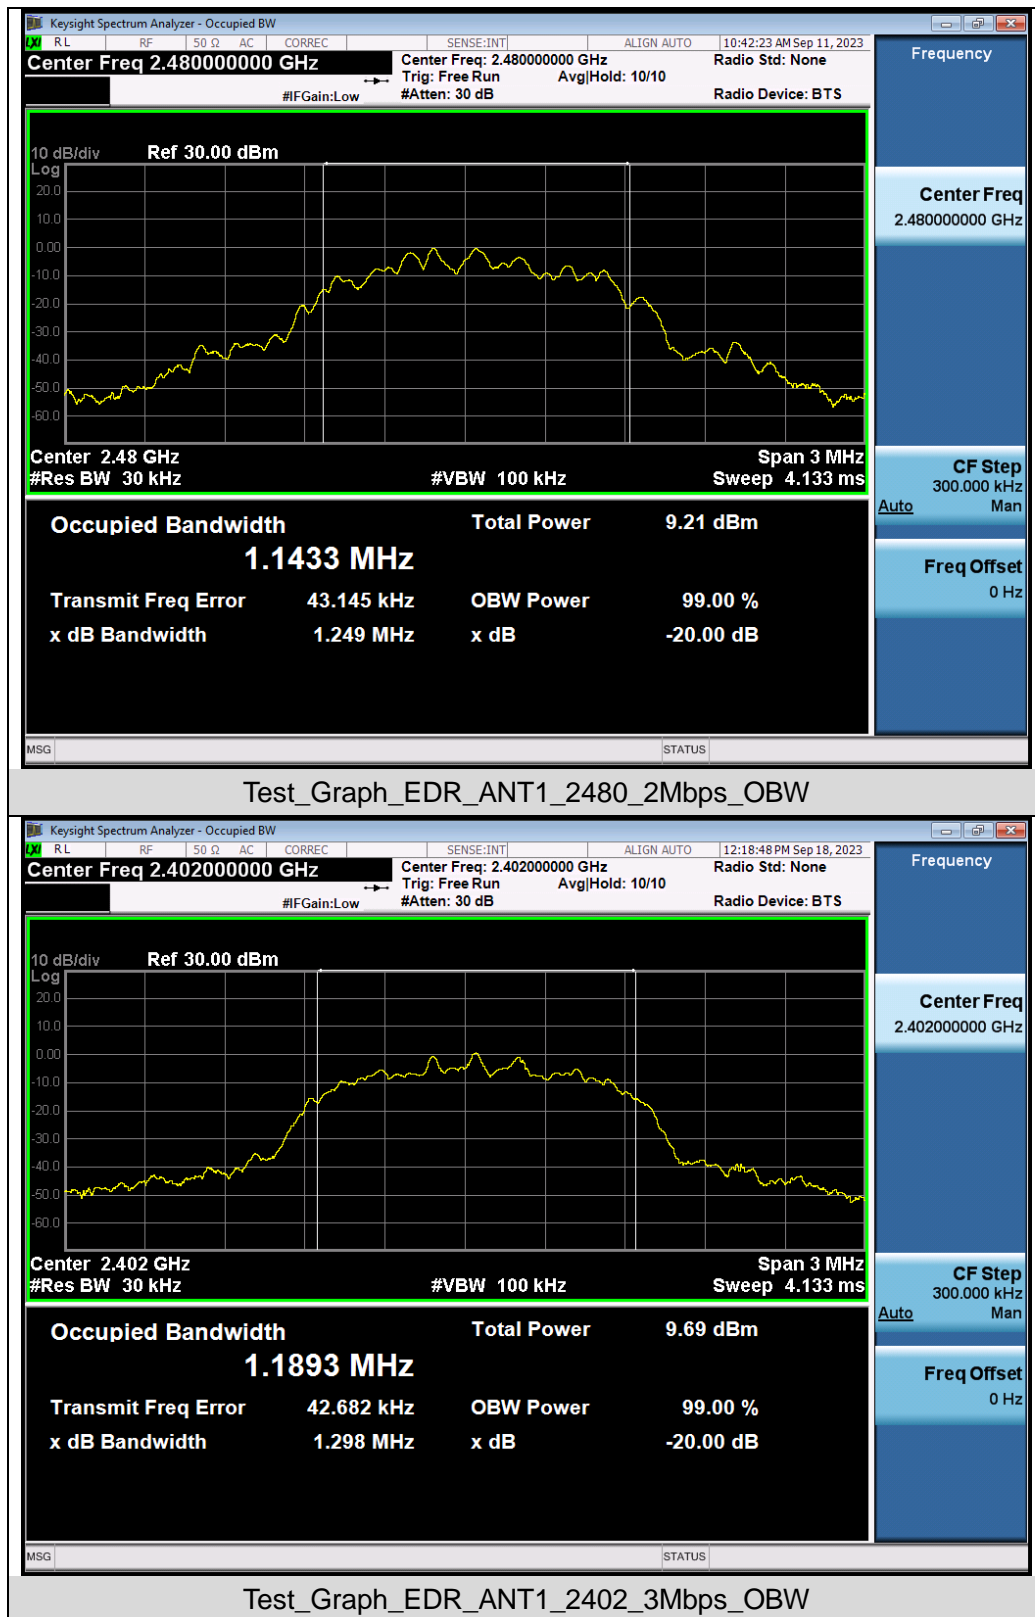 Keysight Spectrum Analyzer - Occupied BW
LXI RL RF 50 Ω AC CORREC SENSE:INT ALIGN AUTO 10:42:23 AM Sep 11, 2023
Center Freq 2.480000000 GHz Center Freq: 2.480000000 GHz Radio Std: None Frequency
Trig: Free Run Avg|Hold: 10/10
#IFGain:Low #Atten: 30 dB Radio Device: BTS
10 dB/div Ref 30.00 dBm
Log
20.0
10.0
0.00
-10.0
-20.0
-30.0
-40.0
-50.0
-60.0
Center Freq
2.480000000 GHz
Center 2.48 GHz Span 3 MHz
#Res BW 30 kHz #VBW 100 kHz Sweep 4.133 ms
CF Step
300.000 kHz
Auto Man
Occupied Bandwidth Total Power 9.21 dBm
1.1433 MHz
Freq Offset
0 Hz
Transmit Freq Error 43.145 kHz OBW Power 99.00 %
x dB Bandwidth 1.249 MHz x dB -20.00 dB
MSG STATUS
Test_Graph_EDR_ANT1_2480_2Mbps_OBW
Keysight Spectrum Analyzer - Occupied BW
LXI RL RF 50 Ω AC CORREC SENSE:INT ALIGN AUTO 12:18:48 PM Sep 18, 2023
Center Freq 2.402000000 GHz Center Freq: 2.402000000 GHz Radio Std: None Frequency
Trig: Free Run Avg|Hold: 10/10
#IFGain:Low #Atten: 30 dB Radio Device: BTS
10 dB/div Ref 30.00 dBm
Log
20.0
10.0
0.00
-10.0
-20.0
-30.0
-40.0
-50.0
-60.0
Center Freq
2.402000000 GHz
Center 2.402 GHz Span 3 MHz
#Res BW 30 kHz #VBW 100 kHz Sweep 4.133 ms
CF Step
300.000 kHz
Auto Man
Occupied Bandwidth Total Power 9.69 dBm
1.1893 MHz
Freq Offset
0 Hz
Transmit Freq Error 42.682 kHz OBW Power 99.00 %
x dB Bandwidth 1.298 MHz x dB -20.00 dB
MSG STATUS
Test_Graph_EDR_ANT1_2402_3Mbps_OBW